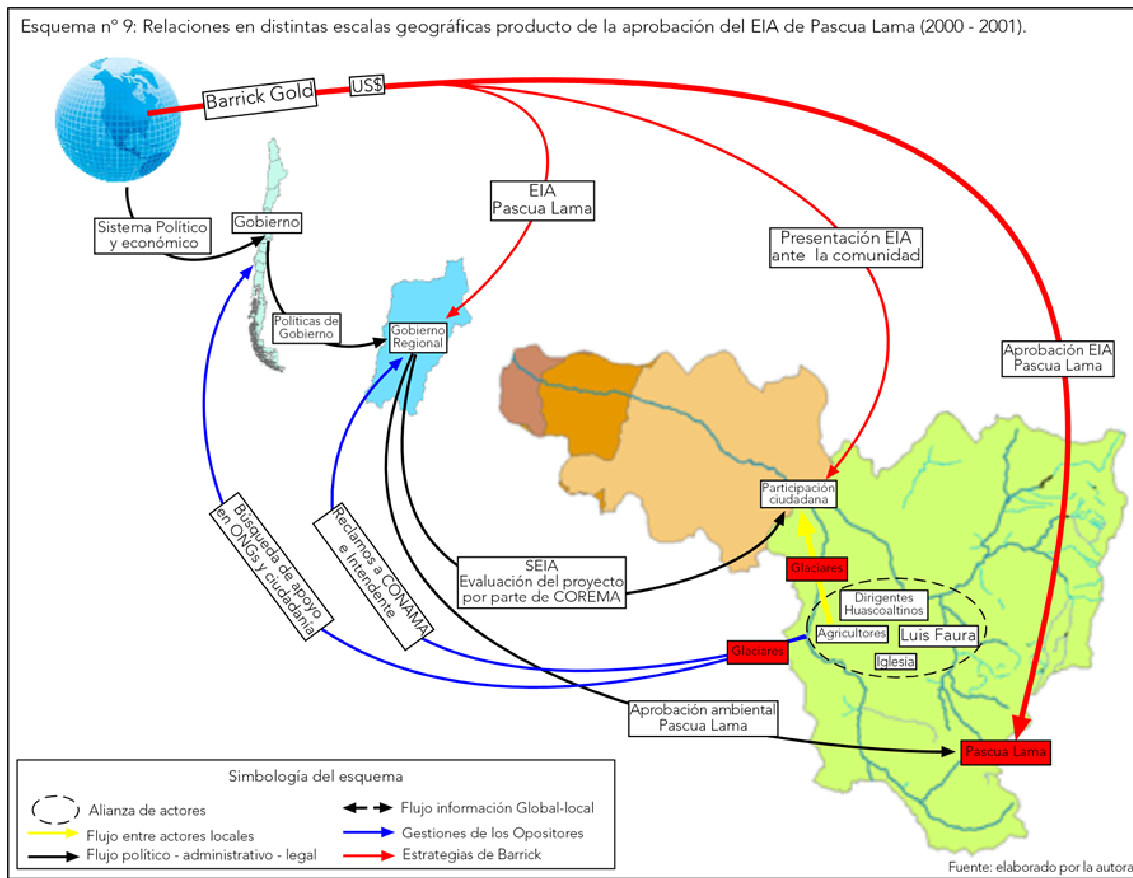 Esquema nº 9: Relaciones en distintas escalas geográficas producto de la aprobación del EIA de Pascua Lama (2000 - 2001).
Barrick Gold
US$
EIA
Pascua Lama
Sistema Político
y económico
Gobierno
Presentación EIA
ante la comunidad
Políticas de
Gobierno
Gobierno
Regional
Aprobación EIA
Pascua Lama
Participación
ciudadana
Búsqueda de apoyo
en ONGs y ciudadanía
Reclamos a CONAMA
e Intendente
SEIA
Evaluación del proyecto
por parte de COREMA
Glaciares
Dirigentes
Huascoaltinos
Agricultores
Luis Faura
Iglesia
Glaciares
Aprobación ambiental
Pascua Lama
Pascua Lama
Simbología del esquema
Alianza de actores
Flujo información Global-local
Flujo entre actores locales
Gestiones de los Opositores
Flujo político - administrativo - legal
Estrategias de Barrick
Fuente: elaborado por la autora